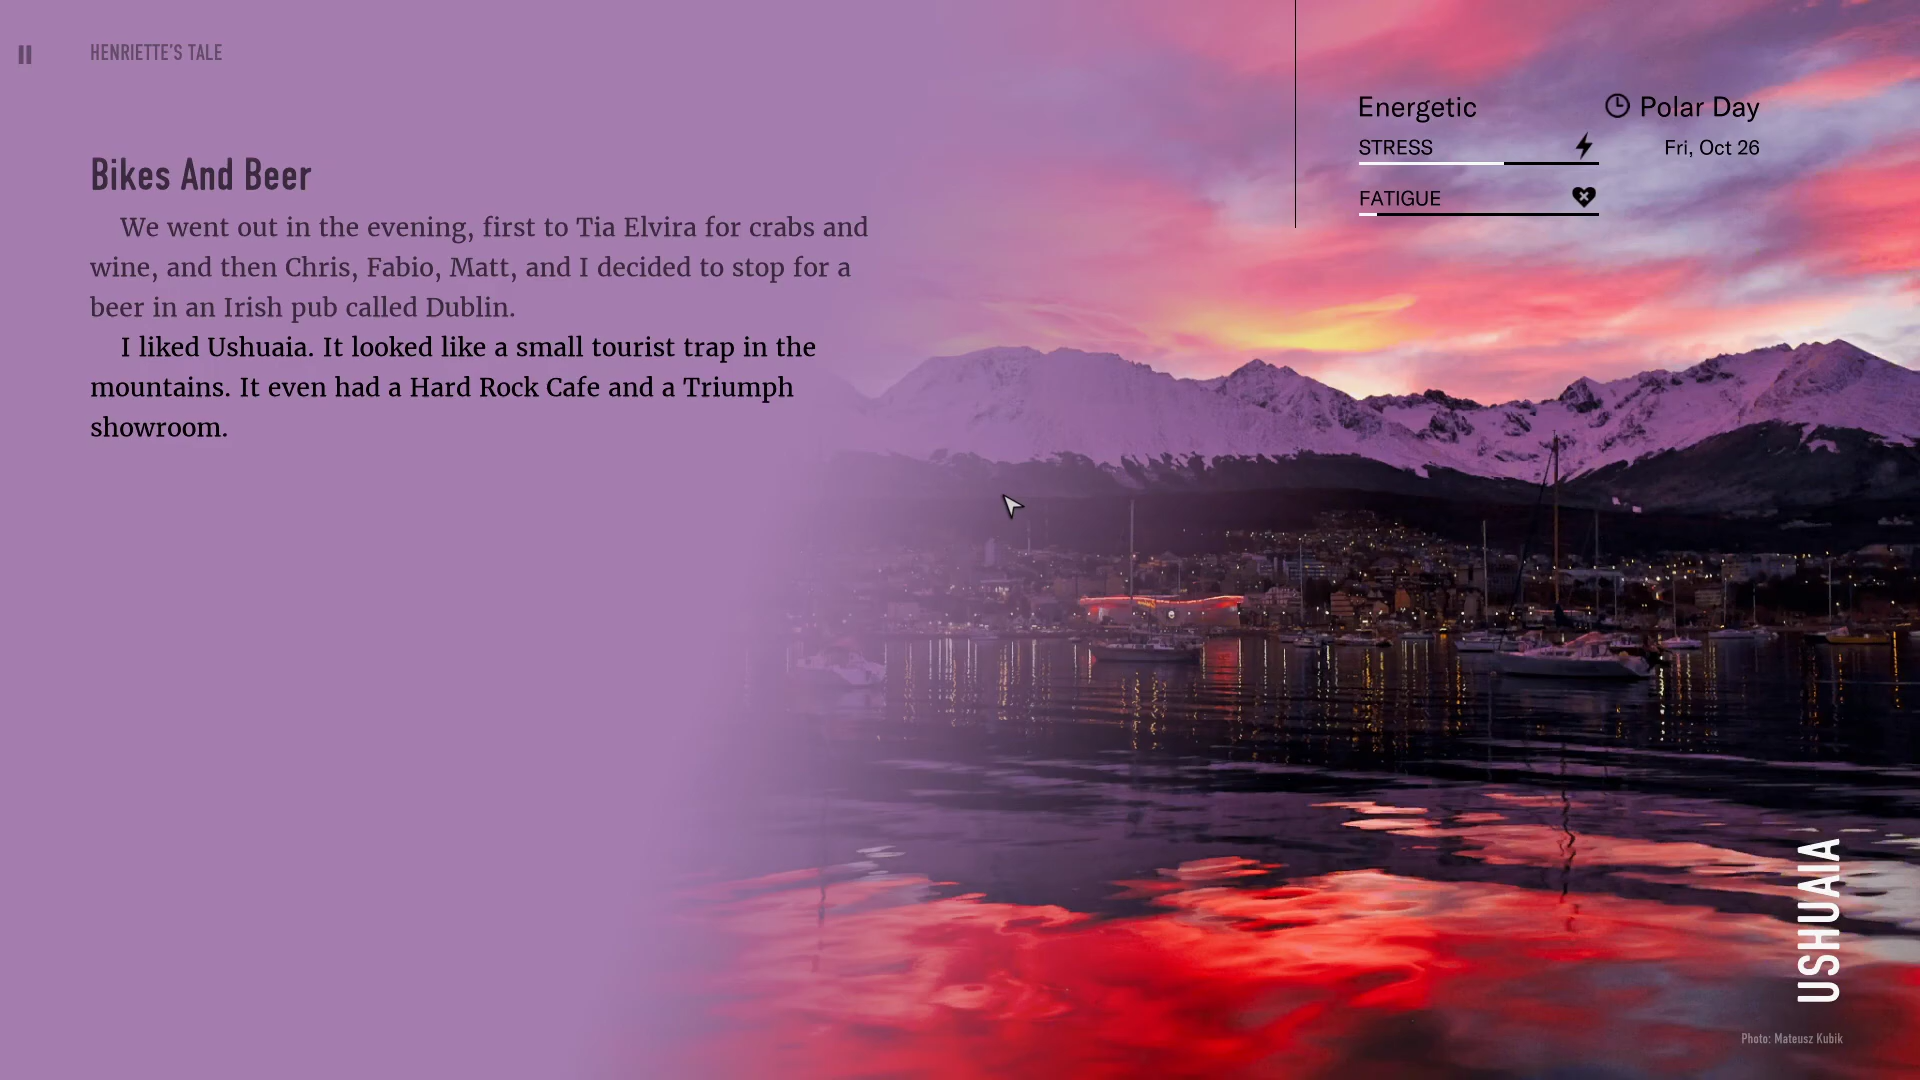 HENRIETTE'S TALE
Energetic
Polar Day
STRESS
Fri, Oct 26
FATIGUE
Bikes And Beer
We went out in the evening, first to Tia Elvira for crabs and
wine, and then Chris, Fabio, Matt, and I decided to stop for a
beer in an Irish pub called Dublin.
I liked Ushuaia. It looked like a small tourist trap in the
mountains. It even had a Hard Rock Cafe and a Triumph
showroom.
USHUAIA
Photo: Mateusz Kubik